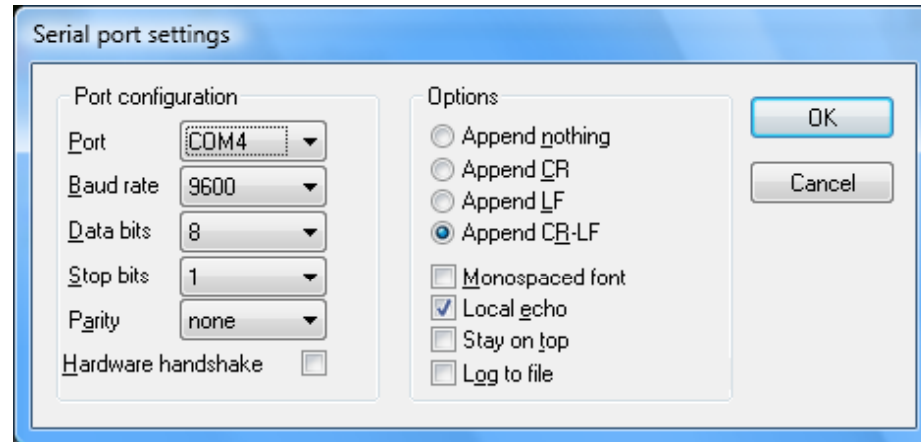 Serial port settings
Port configuration
Port COM4
Baud rate 9600
Data bits 8
Stop bits 1
Parity none
Hardware handshake
Options
Append nothing
Append CR
Append LF
Append CR-LF
Monospaced font
Local echo
Stay on top
Log to file
OK
Cancel